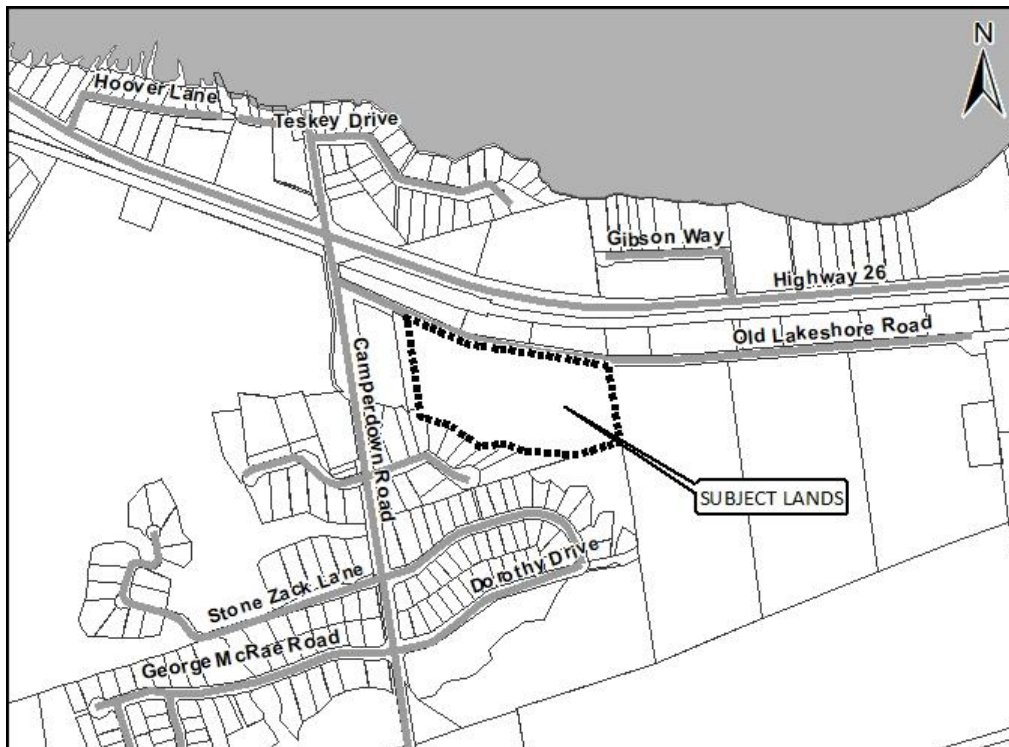 N
Hoover Lane
Teskey Drive
Gibson Way
Highway 26
Old Lakeshore Road
Camperdown Road
SUBJECT LANDS
Stone Zack Lane
Dorothy Drive
George McRae Road